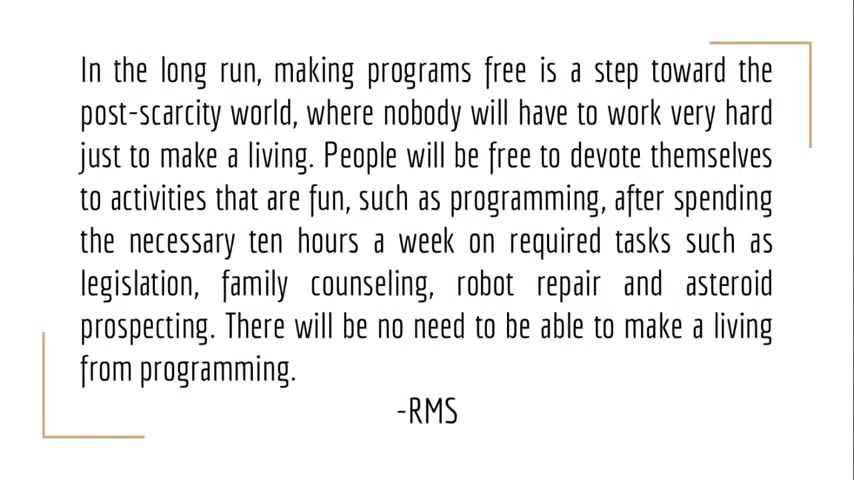 In the long run, making programs free is a step toward the
post-scarcity world, where nobody will have to work very hard
just to make a living. People will be free to devote themselves
to activities that are fun, such as programming, after spending
the necessary ten hours a week on required tasks such as
legislation, family counseling, robot repair and asteroid
prospecting. There will be no need to be able to make a living
from programming.
-RMS